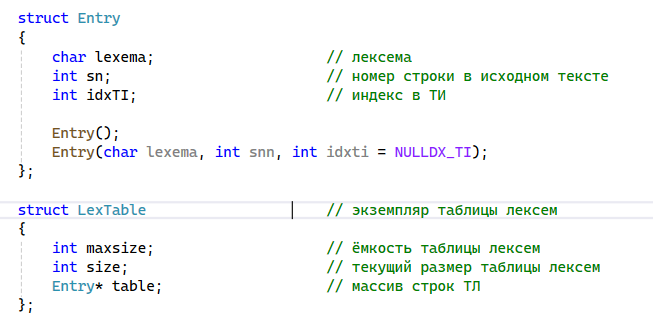 struct Entry
{
char lexema; // лексема
int sn; // номер строки в исходном тексте
int idxTI; // индекс в ТИ
Entry();
Entry(char lexema, int snn, int idxti = NULLDX_TI);
};
struct LexTable // экземпляр таблицы лексем
{
int maxsize; // ёмкость таблицы лексем
int size; // текущий размер таблицы лексем
Entry* table; // массив строк ТЛ
};